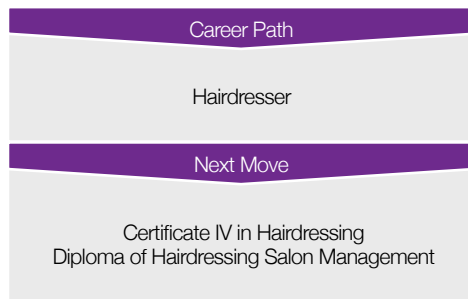 Career Path
Hairdresser
Next Move
Certificate IV in Hairdressing
Diploma of Hairdressing Salon Management